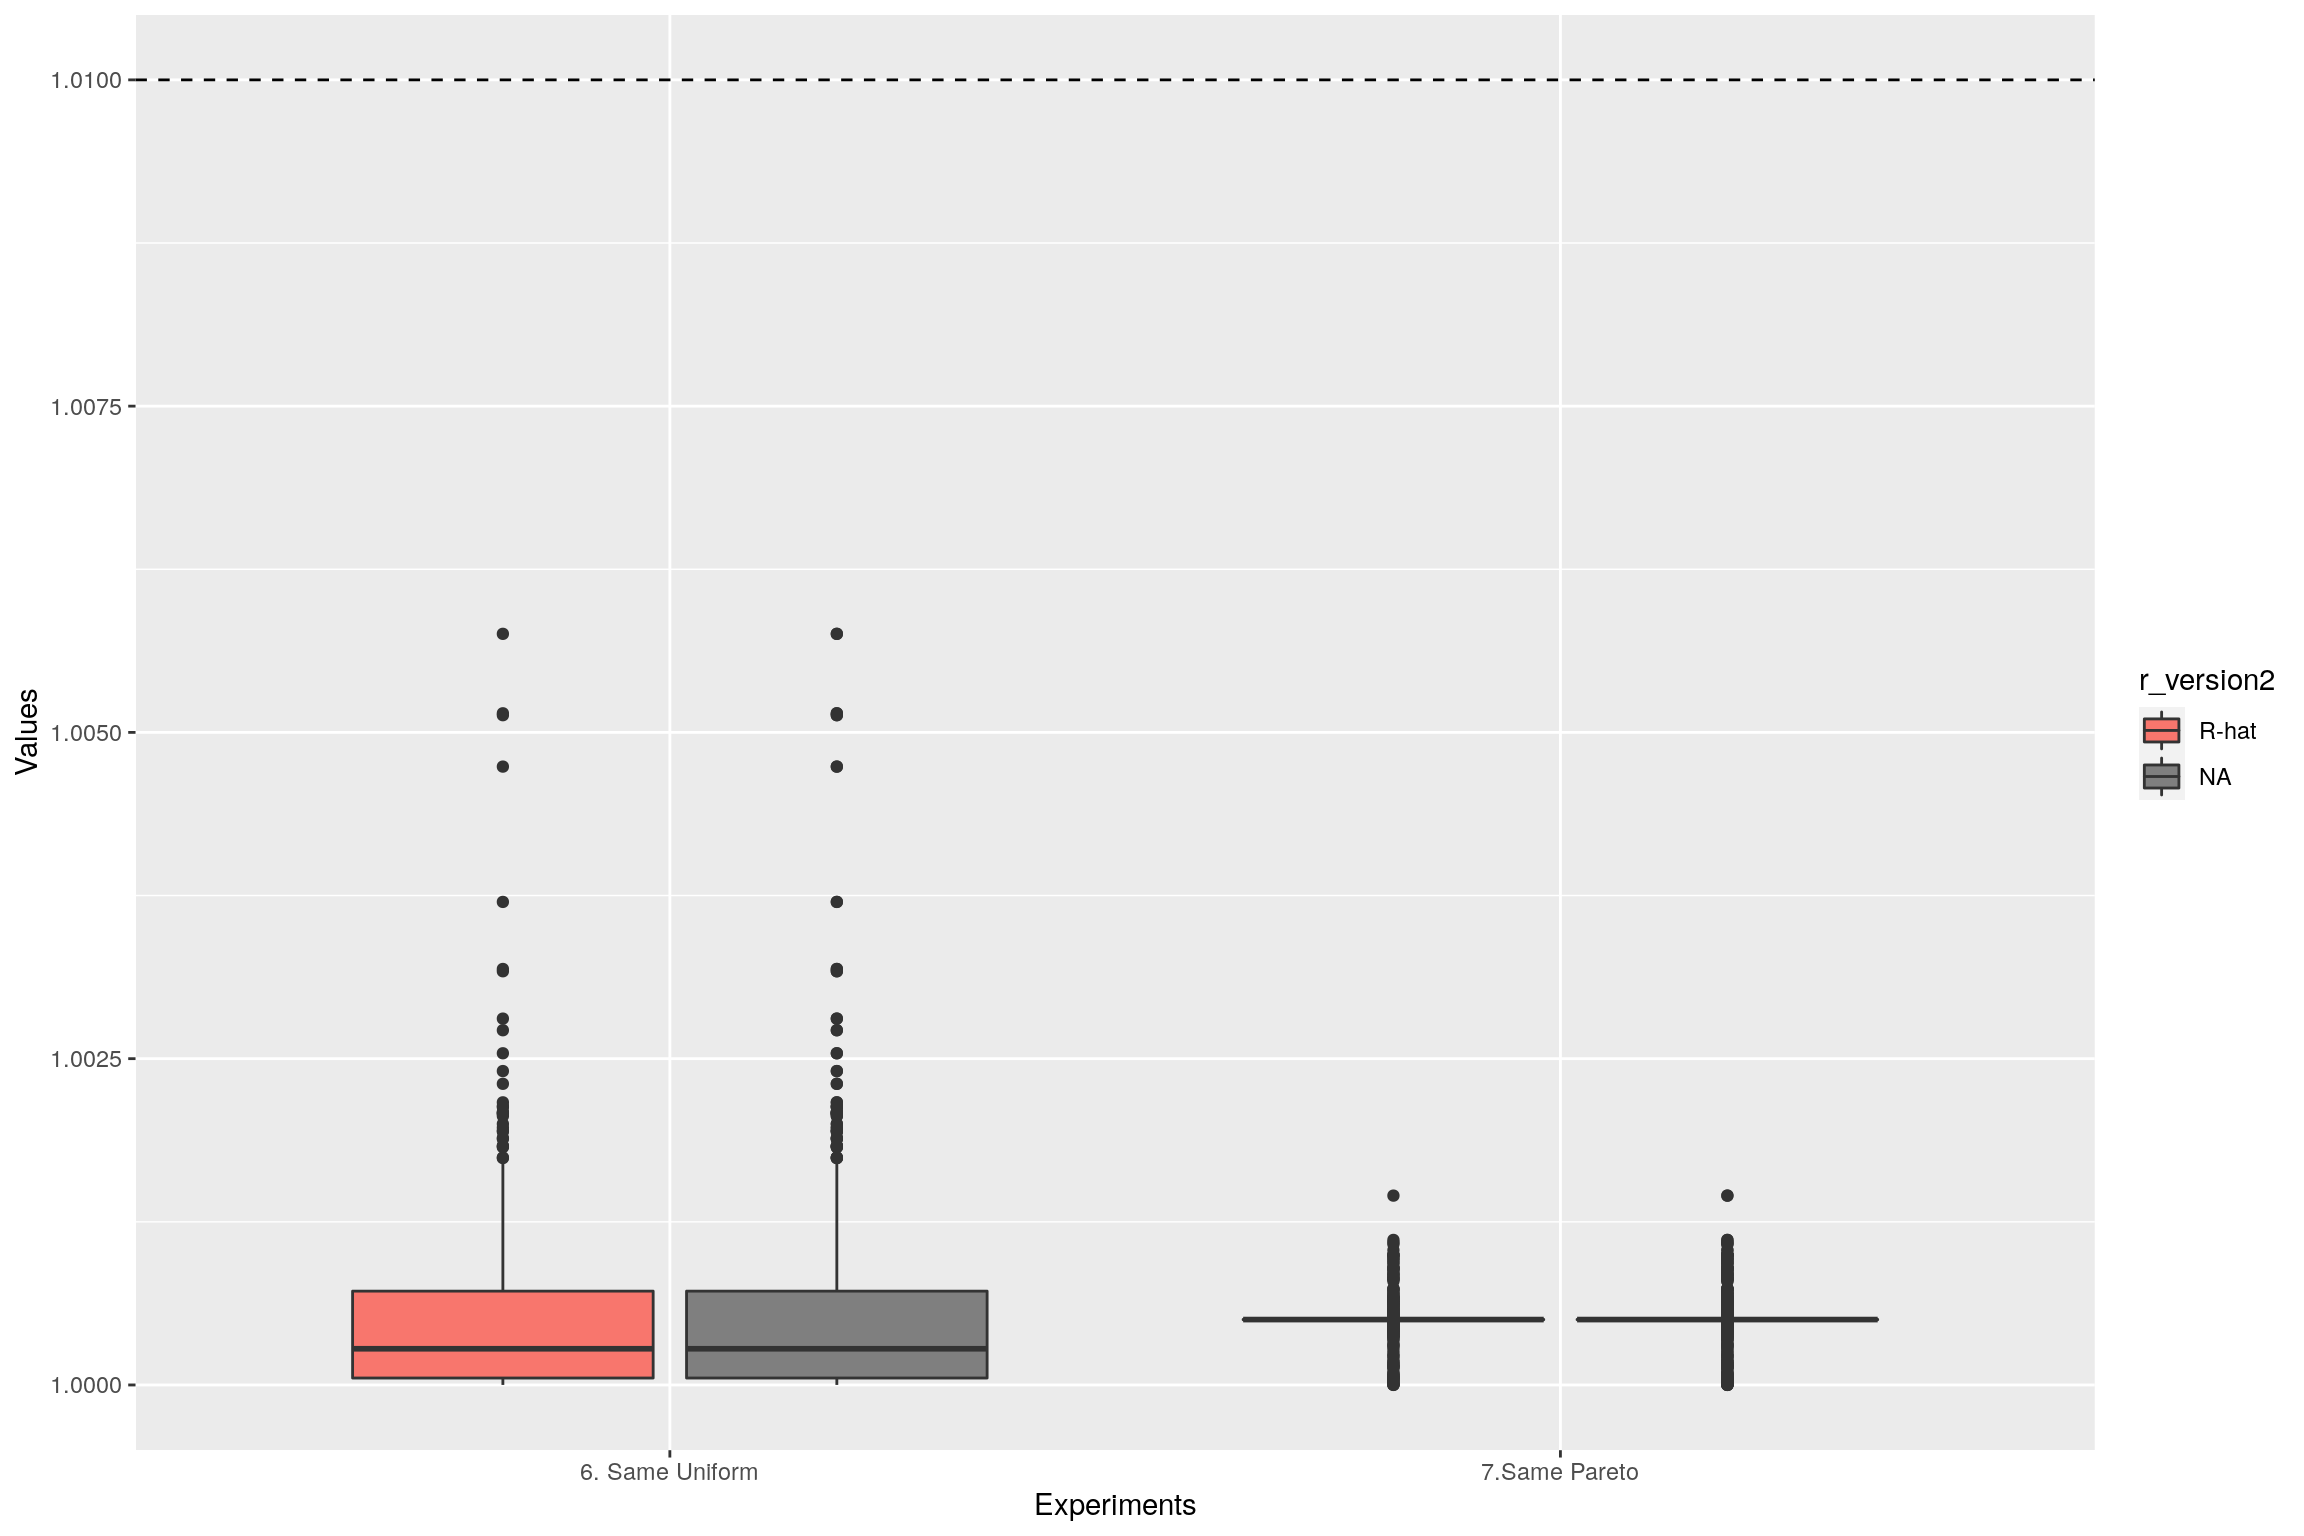 1.0100
1.0075
1.0050
1.0025
1.0000
Values
6. Same Uniform
7.Same Pareto
Experiments
r_version2
R-hat
NA